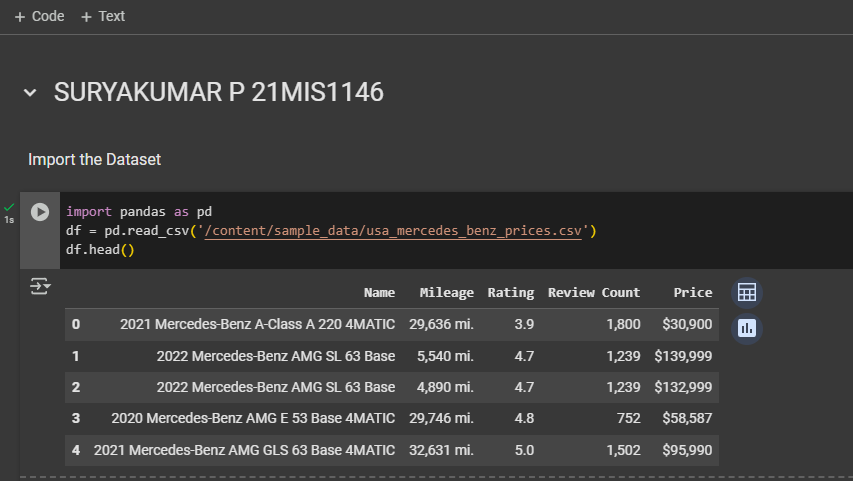 + Code + Text
SURYAKUMAR P 21MIS1146
Import the Dataset
1s
import pandas as pd
df = pd.read_csv('/content/sample_data/usa_mercedes_benz_prices.csv')
df.head()
Name Mileage Rating Review Count Price
0 2021 Mercedes-Benz A-Class A 220 4MATIC 29,636 mi. 3.9 1,800 $30,900
1 2022 Mercedes-Benz AMG SL 63 Base 5,540 mi. 4.7 1,239 $139,999
2 2022 Mercedes-Benz AMG SL 63 Base 4,890 mi. 4.7 1,239 $132,999
3 2020 Mercedes-Benz AMG E 53 Base 4MATIC 29,746 mi. 4.8 752 $58,587
4 2021 Mercedes-Benz AMG GLS 63 Base 4MATIC 32,631 mi. 5.0 1,502 $95,990